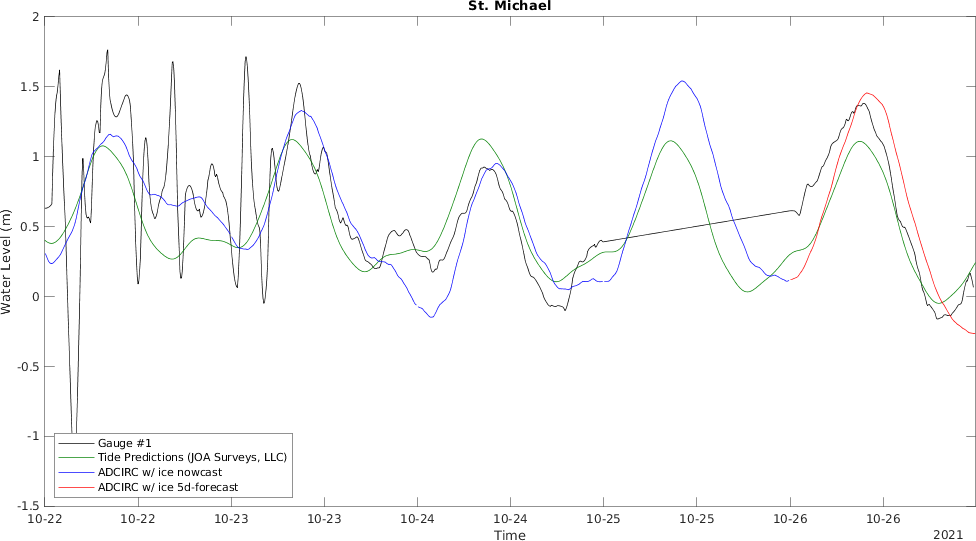 St. Michael
2
1.5
1
0.5
0
-0.5
-1
-1.5
Water Level (m)
Gauge #1
Tide Predictions (JOA Surveys, LLC)
ADCIRC w/ ice nowcast
ADCIRC w/ ice 5d-forecast
10-22 10-22 10-23 10-23 10-24 10-24 10-25 10-25 10-26 10-26
Time
2021